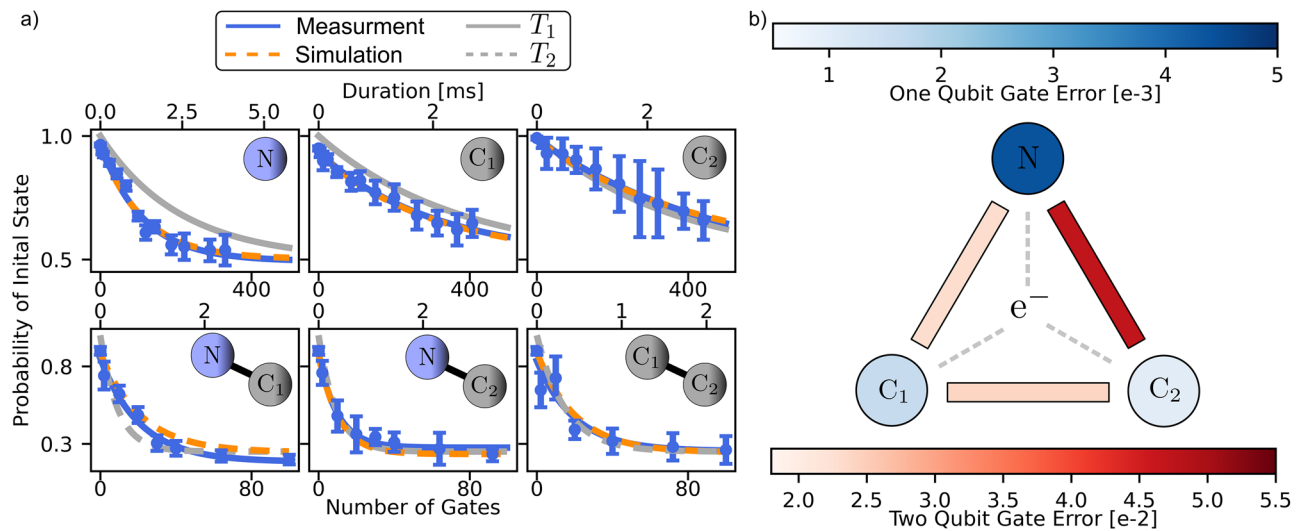 a)
Measurment
Simulation
T₁
T₂
Duration [ms]
0.0 2.5 5.0
0 2
0 2
Probability of Inital State
1.0
0.5
N
C₁
C₂
400
400
400
0 2
0 2
0 1 2
0.8
0.3
N
C₁
N
C₂
C₁
C₂
0 80
0 80
0 80
Number of Gates
b)
1 2 3 4 5
One Qubit Gate Error [e-3]
N
e⁻
C₁
C₂
2.0 2.5 3.0 3.5 4.0 4.5 5.0 5.5
Two Qubit Gate Error [e-2]